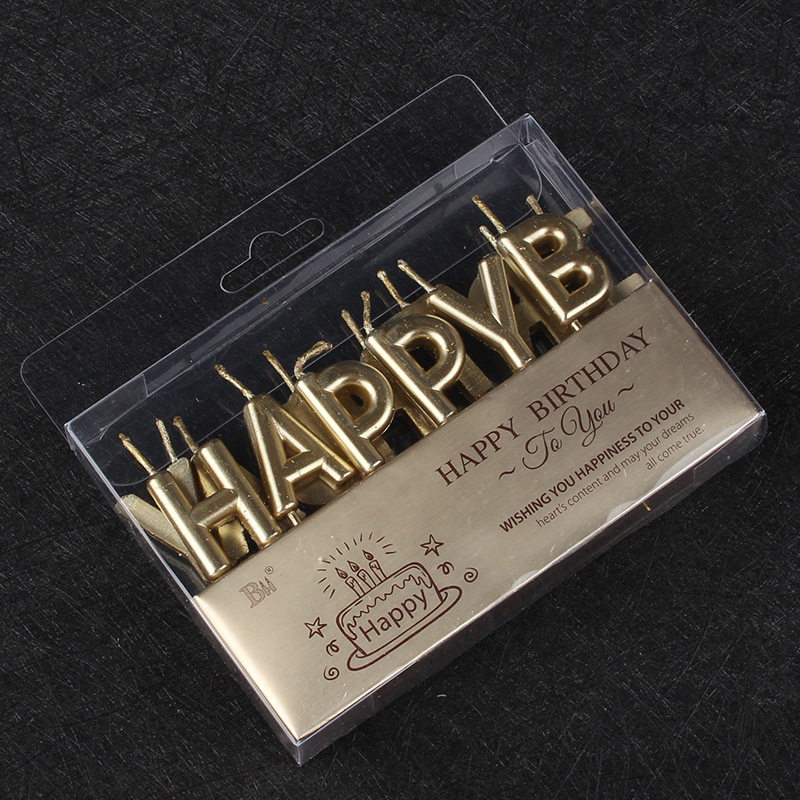 HAPPYB
HAPPY BIRTHDAY
~ To You ~
WISHING YOU HAPPINESS TO YOUR
heart's content and may your dreams
all come true.
BH®
Happy